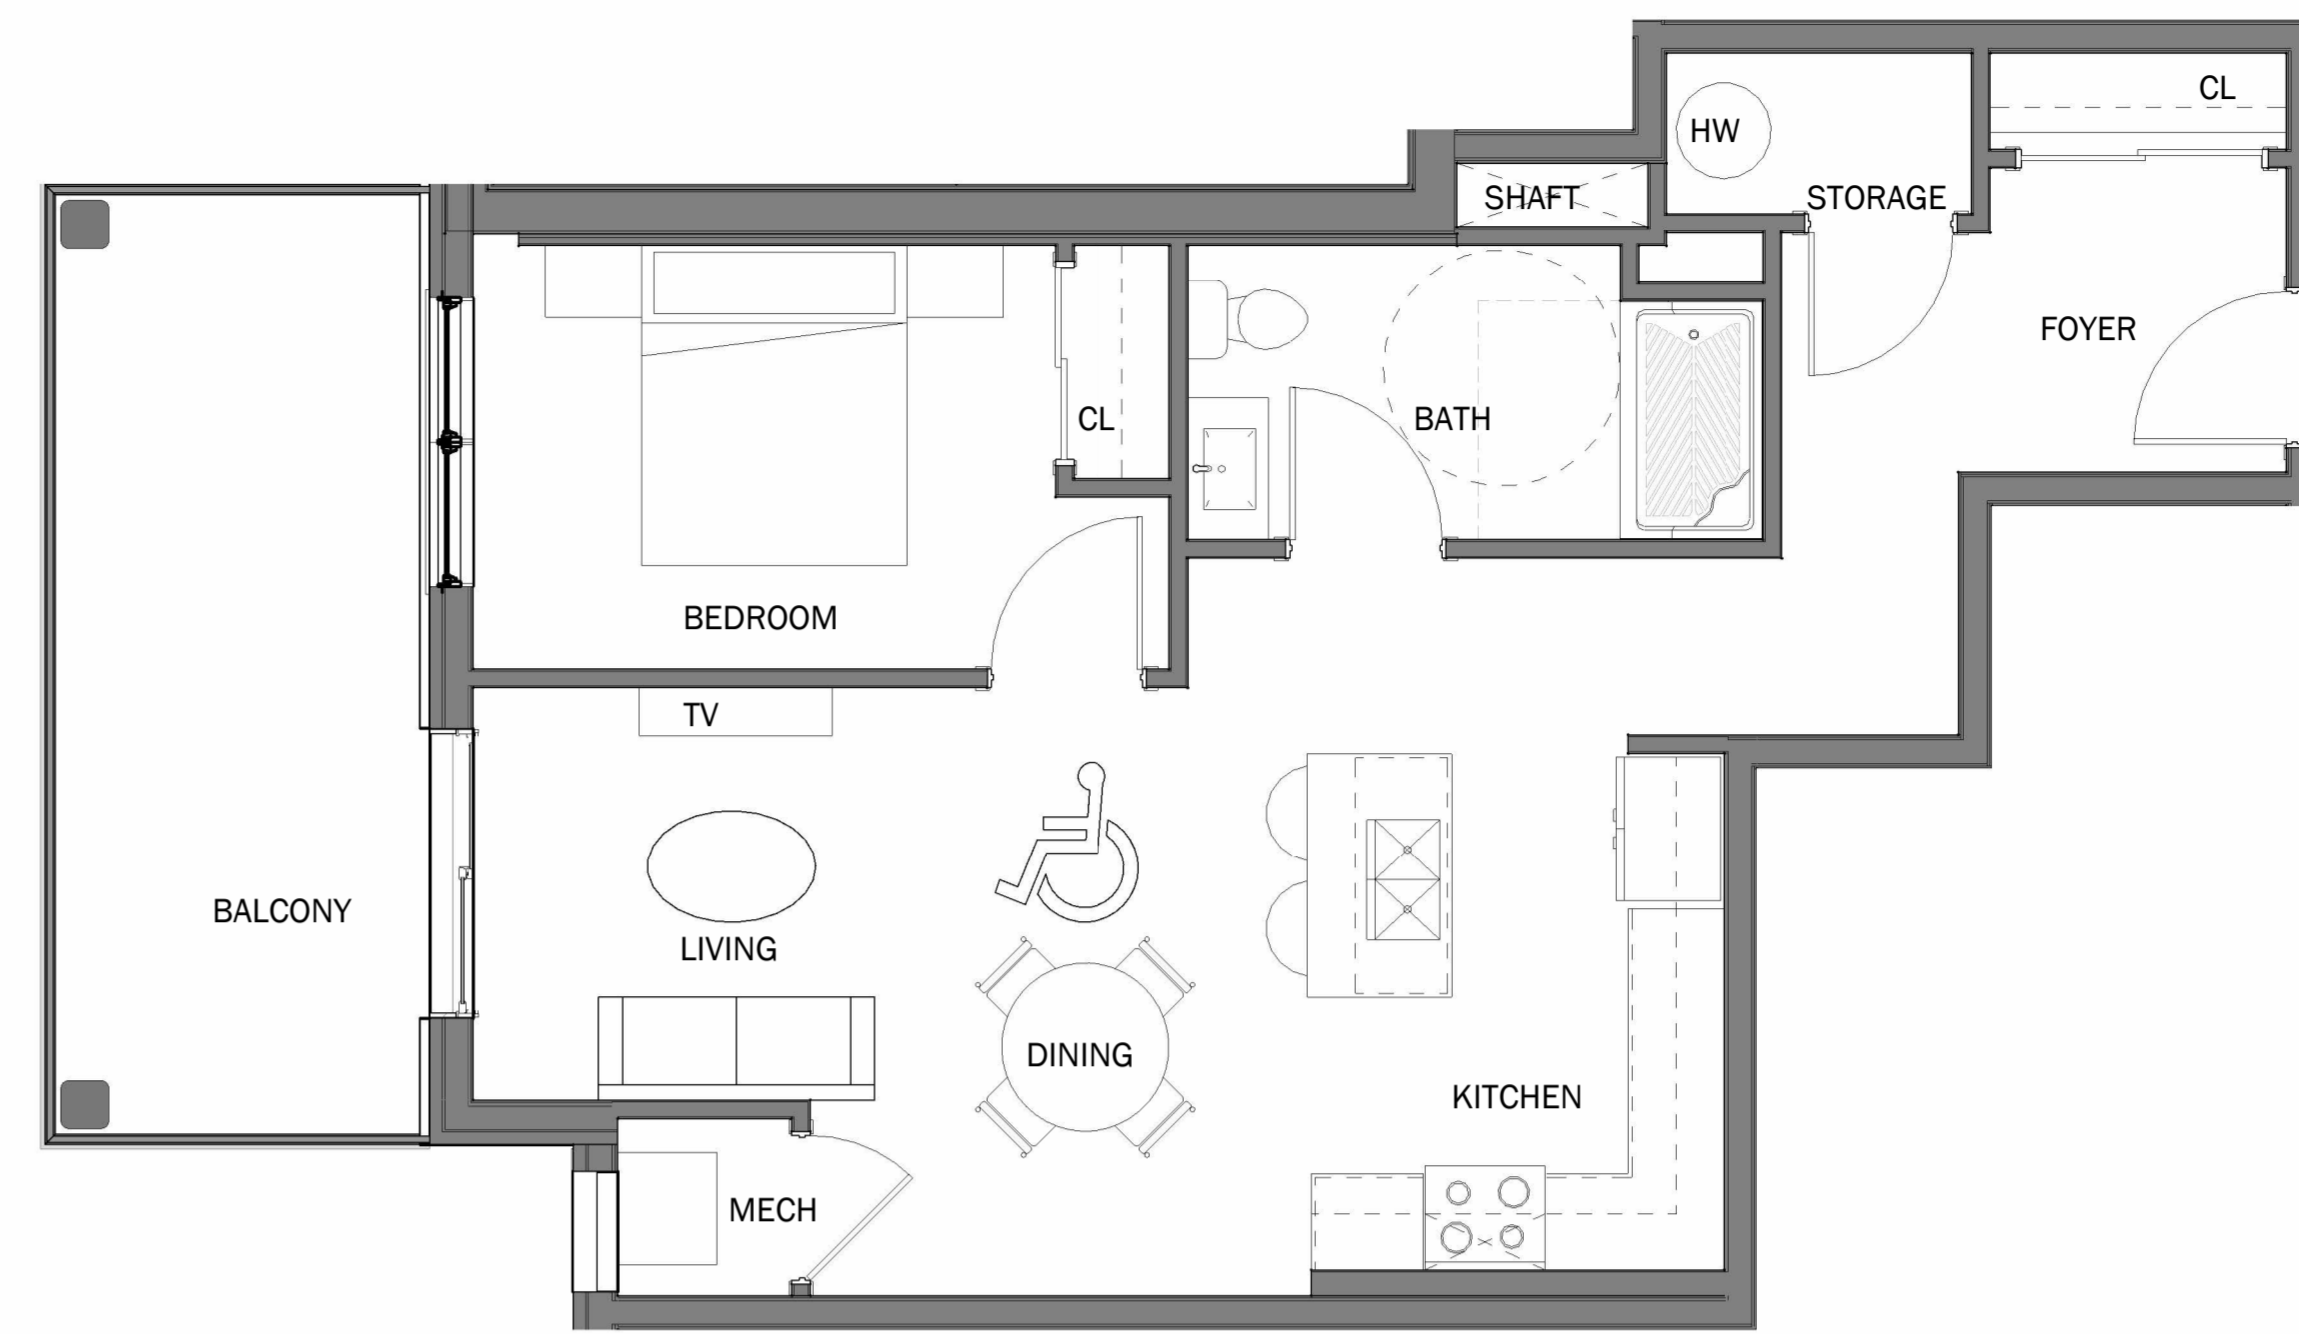 CL
HW
SHAFT
STORAGE
FOYER
CL
BATH
BEDROOM
TV
BALCONY
LIVING
DINING
KITCHEN
MECH